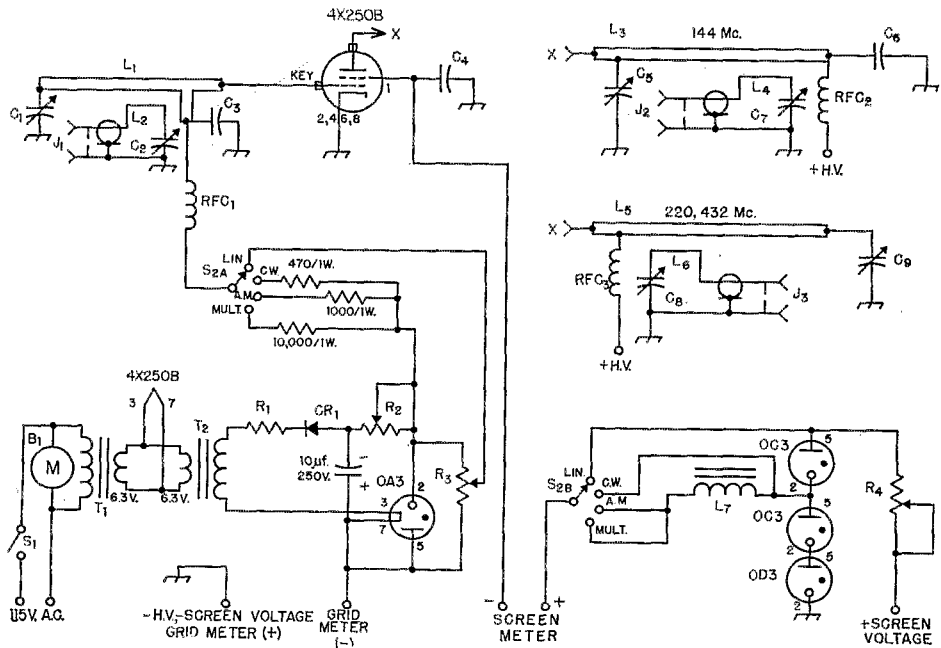 4X250B
X
L1
KEY
1
2,4,6,8
C4
C1
L2
C3
J1
C2
RFC1
L3
144 Mc.
C6
X
C5
L4
J2
C7
RFC2
+H.V.
L5
220, 432 Mc.
X
RFC3
L6
C8
J3
C9
+H.V.
LIN.
S2A
C.W.
470/1W.
A.M.
1000/1W.
MULT.
10,000/1W.
4X250B
3 7
B1
M
T1
6.3V. 6.3V.
T2
R1
CR1
R2
10µf.
250V.
-
+
OA3
2
3
7
5
R3
S1
115V. A.C.
-H.V.,-SCREEN VOLTAGE
GRID METER (+)
GRID
METER
(-)
- +
SCREEN
METER
LIN.
S2B
C.W.
A.M.
MULT.
L7
OC3
5
2
OC3
5
2
OD3
5
2
R4
+SCREEN
VOLTAGE